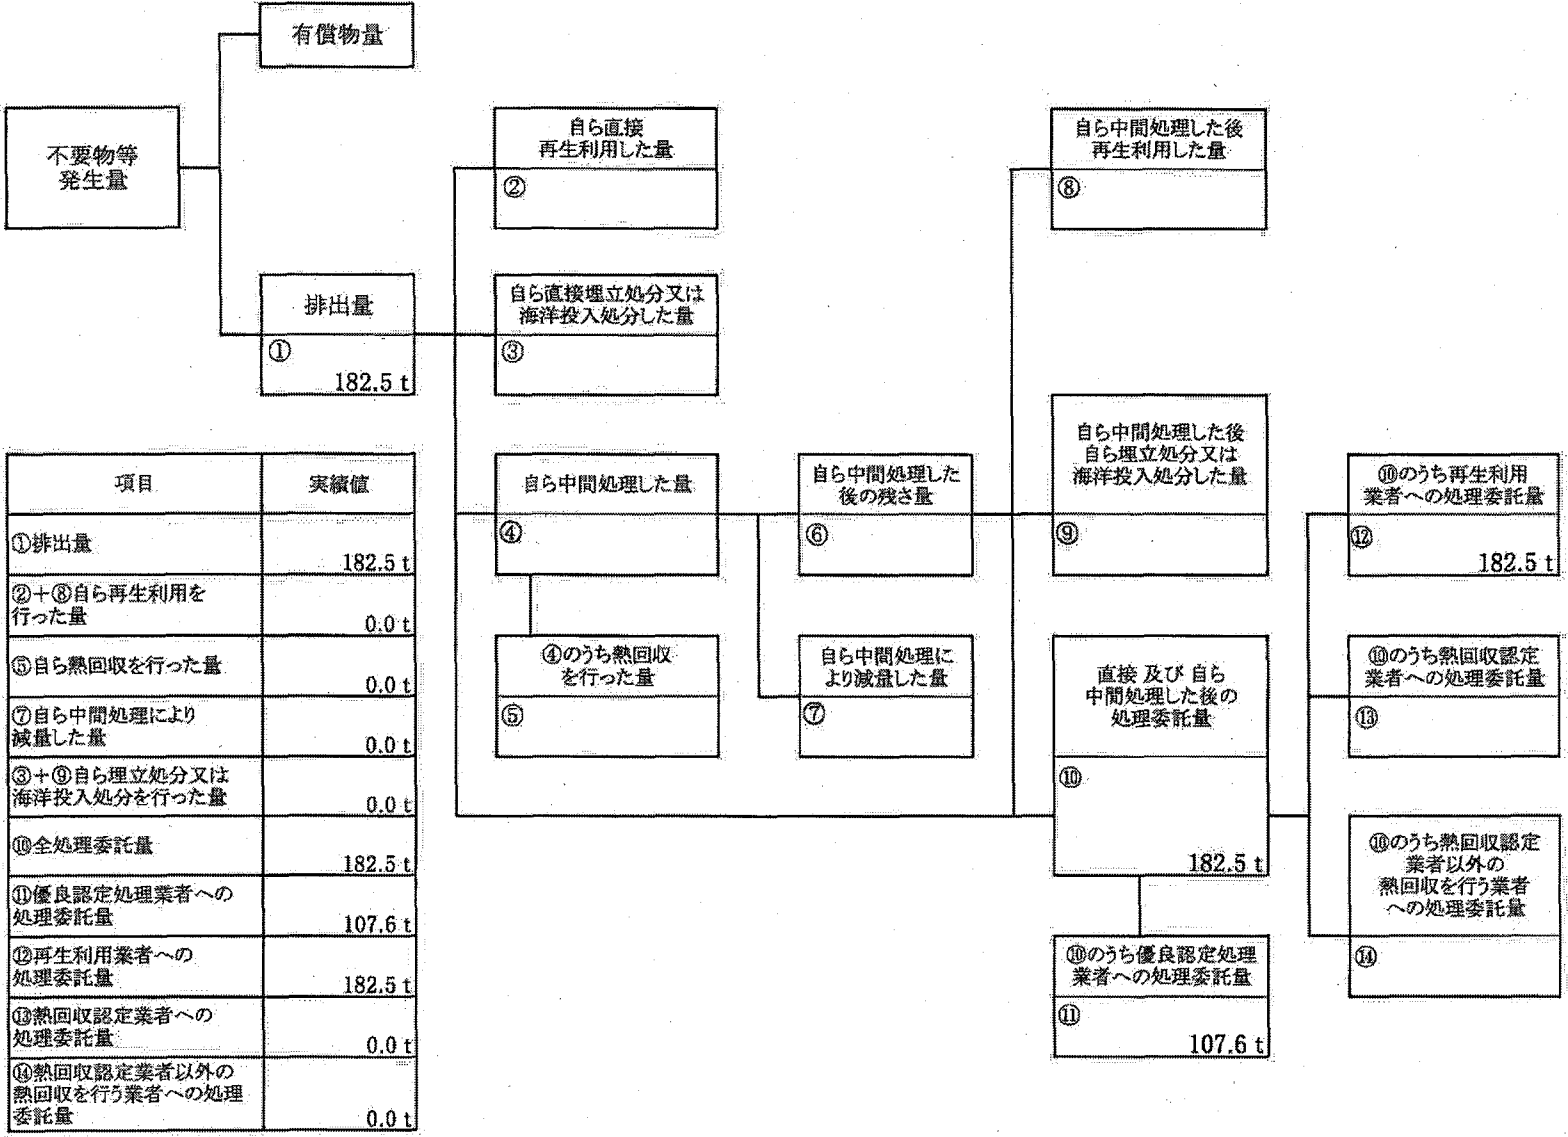 有償物量
不要物等
発生量
排出量
①
182.5 t
自ら直接
再生利用した量
②
自ら直接埋立処分又は
海洋投入処分した量
③
自ら中間処理した量
④
④のうち熱回収
を行った量
⑤
自ら中間処理した
後の残さ量
⑥
自ら中間処理に
より減量した量
⑦
自ら中間処理した後
再生利用した量
⑧
自ら中間処理した後
自ら埋立処分又は
海洋投入処分した量
⑨
直接 及び 自ら
中間処理した後の
処理委託量
⑩
182.5 t
⑩のうち優良認定処理
業者への処理委託量
⑪
107.6 t
⑩のうち再生利用
業者への処理委託量
⑫
182.5 t
⑩のうち熱回収認定
業者への処理委託量
⑬
⑩のうち熱回収認定
業者以外の
熱回収を行う業者
への処理委託量
⑭
項目 実績値
①排出量
182.5 t
②+⑧自ら再生利用を
行った量
0.0 t
⑤自ら熱回収を行った量
0.0 t
⑦自ら中間処理により
減量した量
0.0 t
③+⑨自ら埋立処分又は
海洋投入処分を行った量
0.0 t
⑩全処理委託量
182.5 t
⑪優良認定処理業者への
処理委託量
107.6 t
⑫再生利用業者への
処理委託量
182.5 t
⑬熱回収認定業者への
処理委託量
0.0 t
⑭熱回収認定業者以外の
熱回収を行う業者への処理
委託量
0.0 t